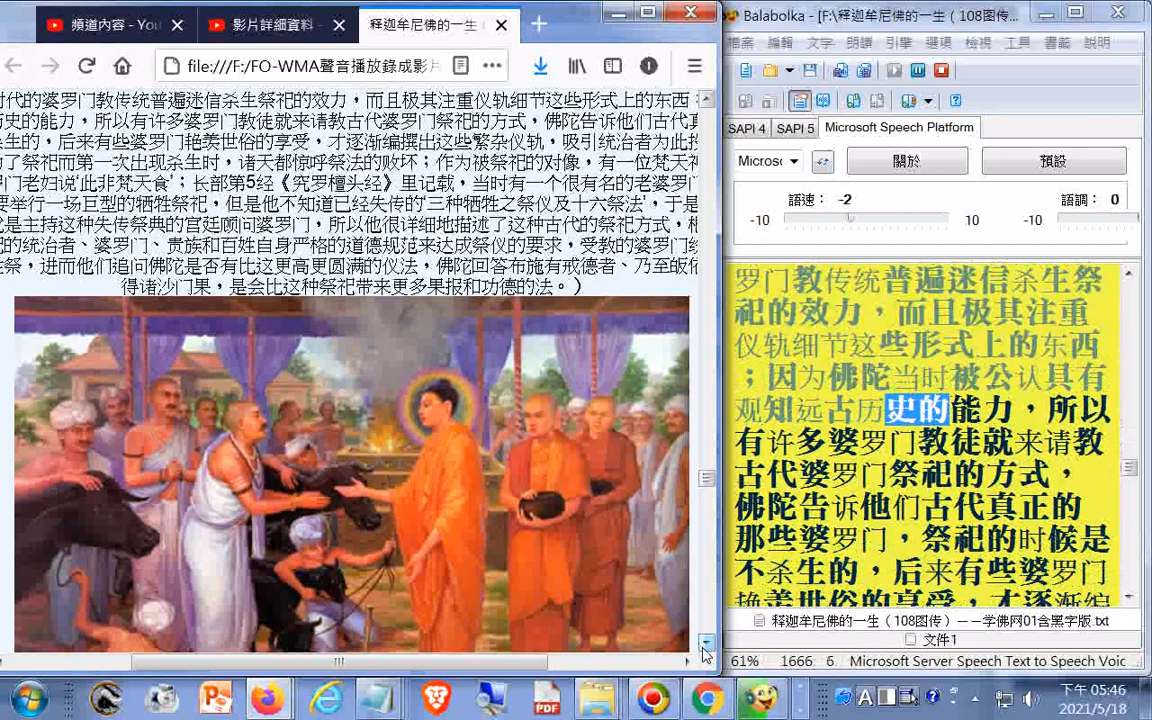 頻道內容 - You
影片詳細資料 -
释迦牟尼佛的一生
file:///F:/FO-WMA聲音播放錄成影片
时代的婆罗门教传统普遍迷信杀生祭祀的效力，而且极其注重仪轨细节这些形式上的东西；
历史的能力，所以有许多婆罗门教徒就来请教古代婆罗门祭祀的方式，佛陀告诉他们古代真
杀生的，后来有些婆罗门艳羡世俗的享受，才逐渐编撰出这些繁杂仪轨，吸引统治者为此
了祭祀而第一次出现杀生时，诸天都惊呼祭法的败坏；作为被祭祀的对像，有一位梵天
罗门老妇说'此非梵天食'；长部第5经《究罗檀头经》里记载，当时有一个很有名的老婆罗门
要举行一场巨型的牺牲祭祀，但是他不知道已经失传的'三种牺牲之祭仪及十六祭法'，于是
是主持这种失传祭典的宫廷顾问婆罗门，所以他很详细地描述了这种古代的祭祀方式，
的统治者、婆罗门、贵族和百姓自身严格的道德规范来达成祭仪的要求，受教的婆罗门
祭，进而他们追问佛陀是否有比这更高更圆满的仪法，佛陀回答布施有戒德者、乃至皈依
得诸沙门果，是会比这种祭祀带来更多果报和功德的法。）
Balabolka - [F:\释迦牟尼佛的一生（108图传...
檔案 編輯 文字 朗讀 引擎 選項 檢視 工具 書籤 說明
SAPI 4 SAPI 5 Microsoft Speech Platform
Micros 關於 預設
語速： -2 語調： 0
-10 10 -10
罗门教传统普遍迷信杀生祭
祀的效力，而且极其注重
仪轨细节这些形式上的东西
；因为佛陀当时被公认具有
观知远古历史的能力，所以
有许多婆罗门教徒就来请教
古代婆罗门祭祀的方式，
佛陀告诉他们古代真正的
那些婆罗门，祭祀的时候是
不杀生的，后来有些婆罗门
艳羡世俗的享受，才逐渐编
释迦牟尼佛的一生（108图传）——学佛网01含黑字版.txt
文件1
61% 1666: 6 Microsoft Server Speech Text to Speech Voic
下午 05:46
2021/5/18